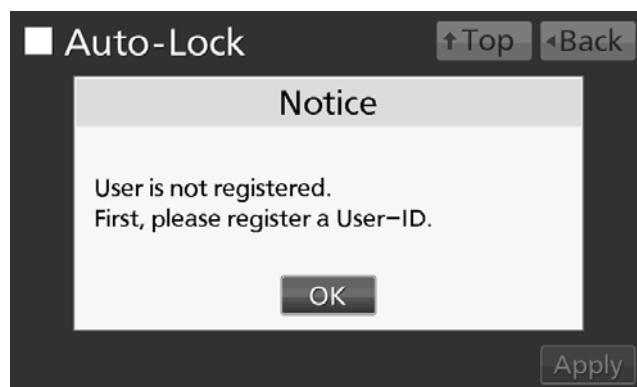 Auto-Lock
↑Top
◂Back
Notice
User is not registered.
First, please register a User-ID.
OK
Apply